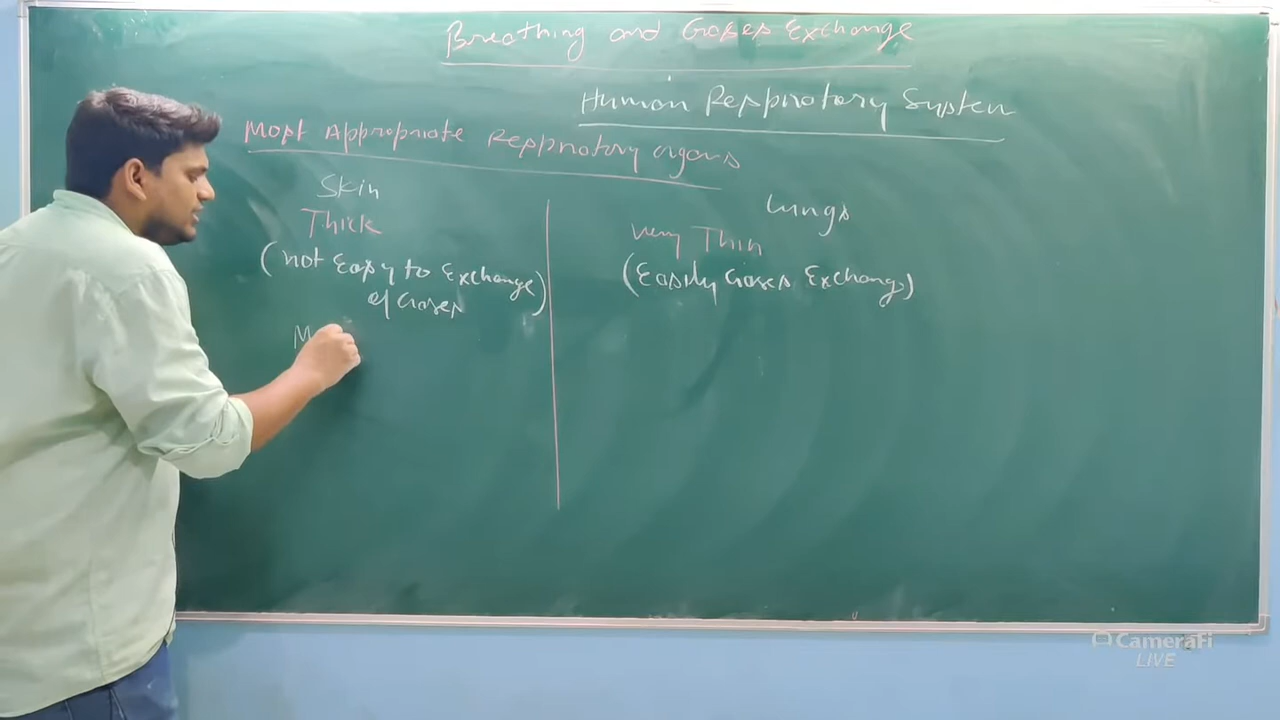 Breathing and Gases Exchange
Human Respiratory System
Most Appropriate Respiratory organs
Skin
Thick
(not Easy to Exchange
of Gases)
M
Lungs
very Thin
(Easily Gases Exchange)
CameraFi
LIVE